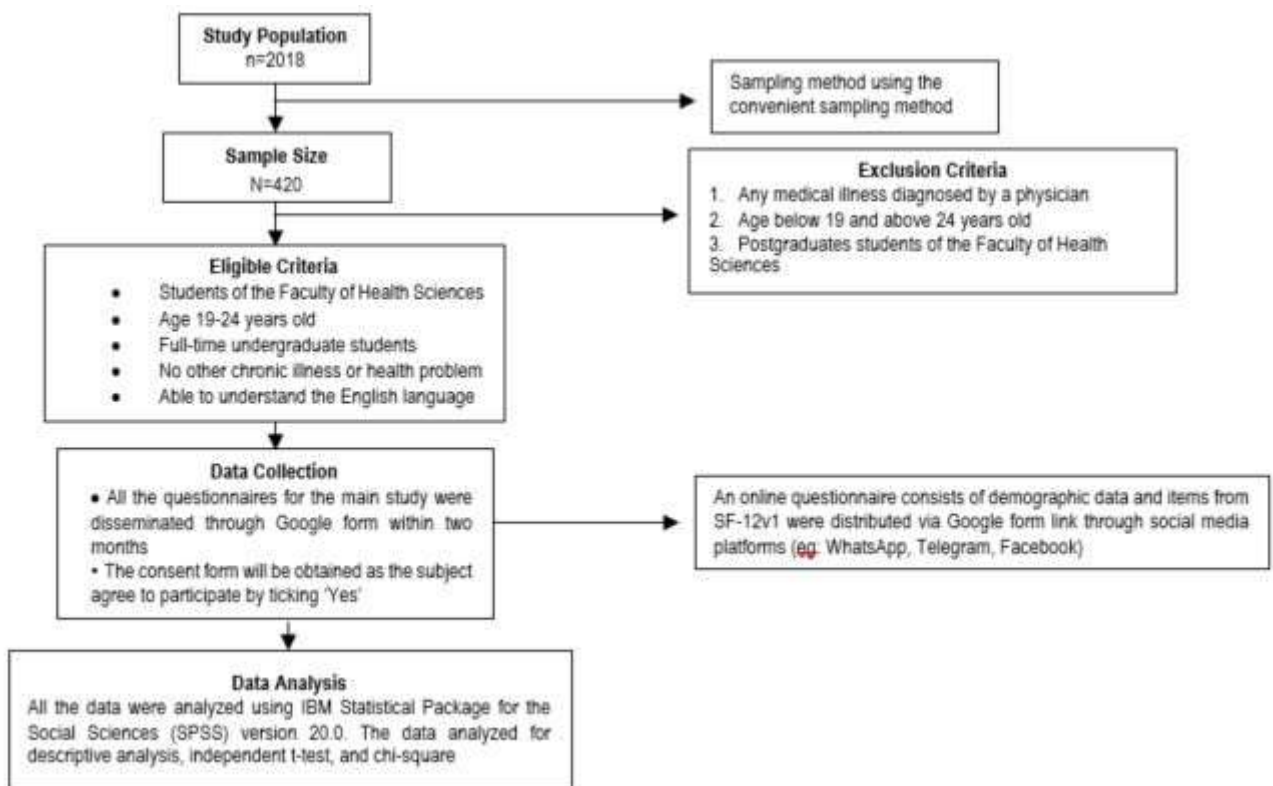 Study Population
n=2018
Sampling method using the
convenient sampling method
Sample Size
N=420
Exclusion Criteria
1. Any medical illness diagnosed by a physician
2. Age below 19 and above 24 years old
3. Postgraduates students of the Faculty of Health
Sciences
Eligible Criteria
● Students of the Faculty of Health Sciences
● Age 19-24 years old
● Full-time undergraduate students
● No other chronic illness or health problem
● Able to understand the English language
Data Collection
● All the questionnaires for the main study were
disseminated through Google form within two
months
• The consent form will be obtained as the subject
agree to participate by ticking 'Yes'
An online questionnaire consists of demographic data and items from
SF-12v1 were distributed via Google form link through social media
platforms (eg: WhatsApp, Telegram, Facebook)
Data Analysis
All the data were analyzed using IBM Statistical Package for the
Social Sciences (SPSS) version 20.0. The data analyzed for
descriptive analysis, independent t-test, and chi-square